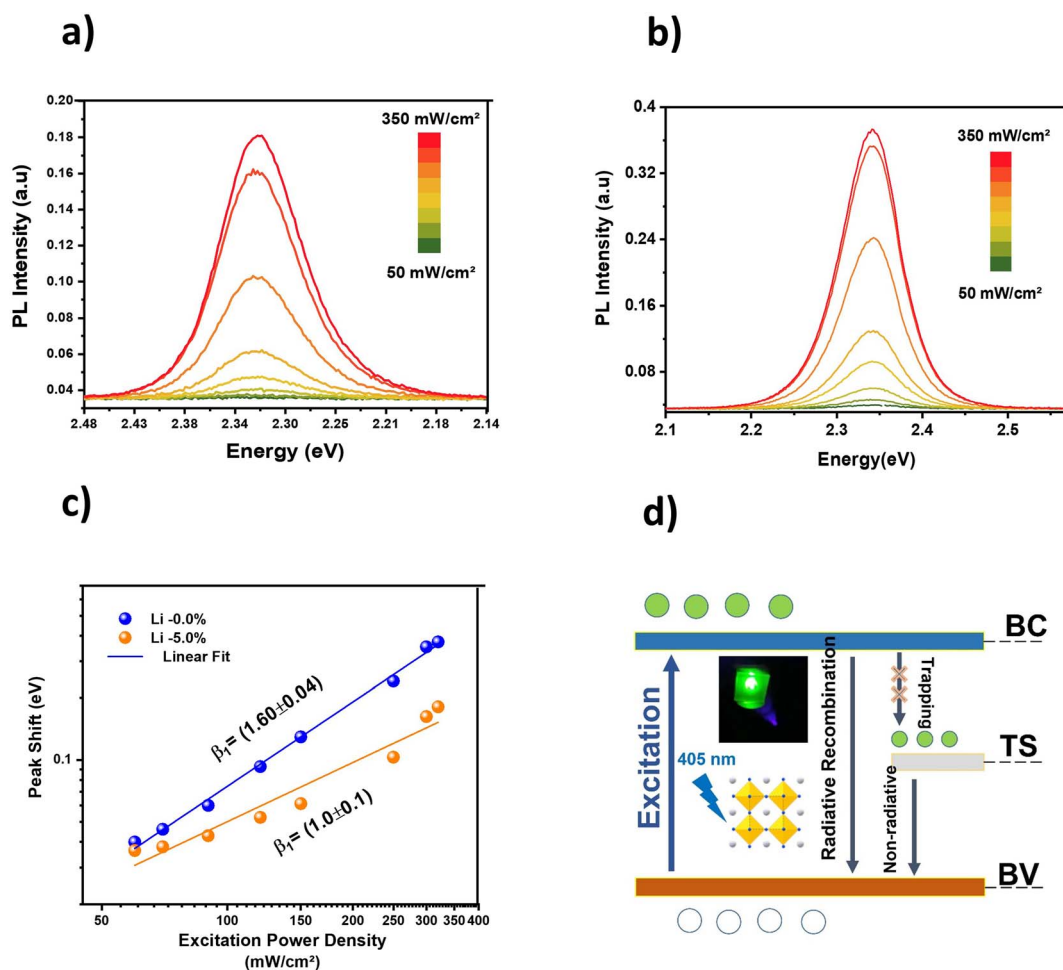 a)
PL Intensity (a.u)
0.20
0.18
0.16
0.14
0.12
0.10
0.08
0.06
0.04
2.48 2.43 2.38 2.34 2.30 2.25 2.22 2.18 2.14
Energy (eV)
350 mW/cm²
50 mW/cm²
b)
PL Intensity (a.u)
0.4
0.32
0.24
0.16
0.08
2.1 2.2 2.3 2.4 2.5
Energy(eV)
350 mW/cm²
50 mW/cm²
c)
Peak Shift (eV)
0.1
50 100 150 200 300 350 400
Excitation Power Density
(mW/cm²)
Li -0.0%
Li -5.0%
Linear Fit
β₁= (1.60±0.04)
β₁= (1.0±0.1)
d)
BC
TS
BV
Excitation
405 nm
Radiative Recombination
Trapping
Non-radiative